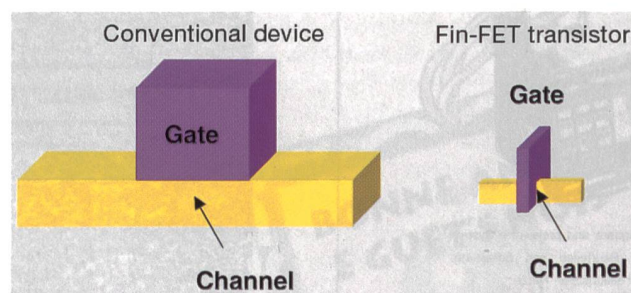 Conventional device
Fin-FET transistor
Gate
Gate
Channel
Channel